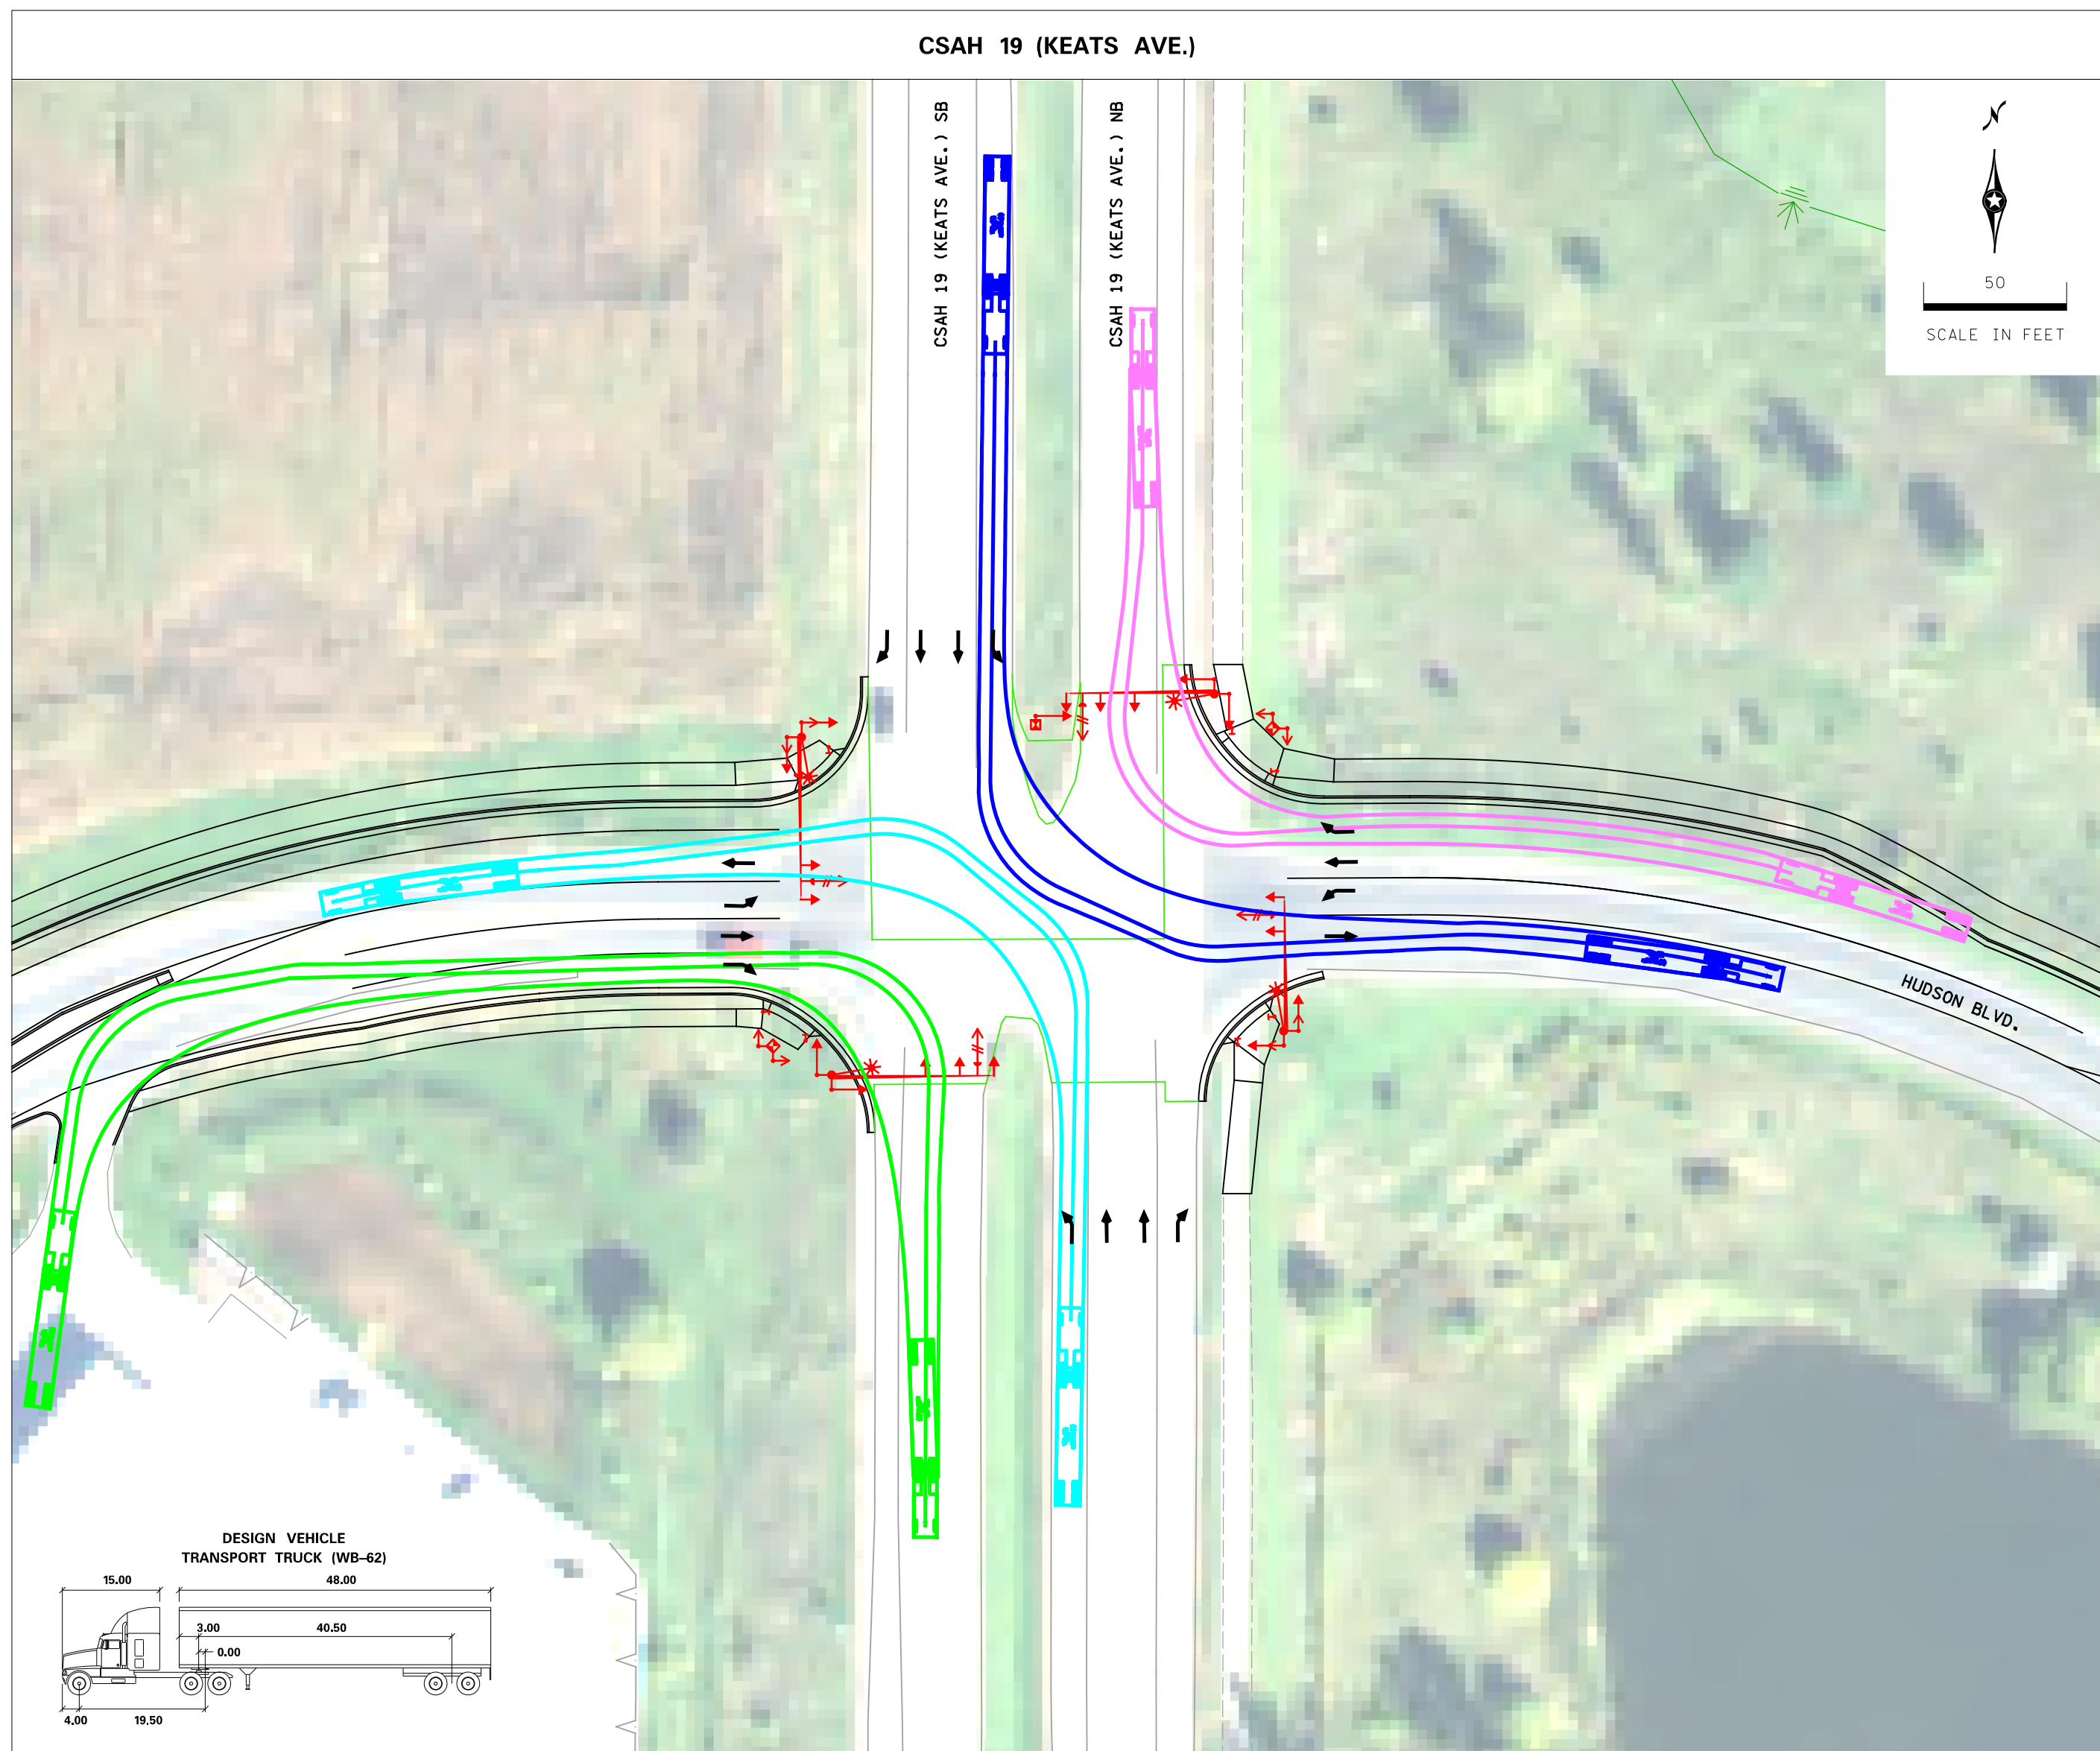 CSAH 19 (KEATS AVE.)
CSAH 19 (KEATS AVE.) SB
CSAH 19 (KEATS AVE.) NB
N
50
SCALE IN FEET
HUDSON BLVD.
DESIGN VEHICLE
TRANSPORT TRUCK (WB–62)
15.00
48.00
3.00
40.50
0.00
4.00
19.50